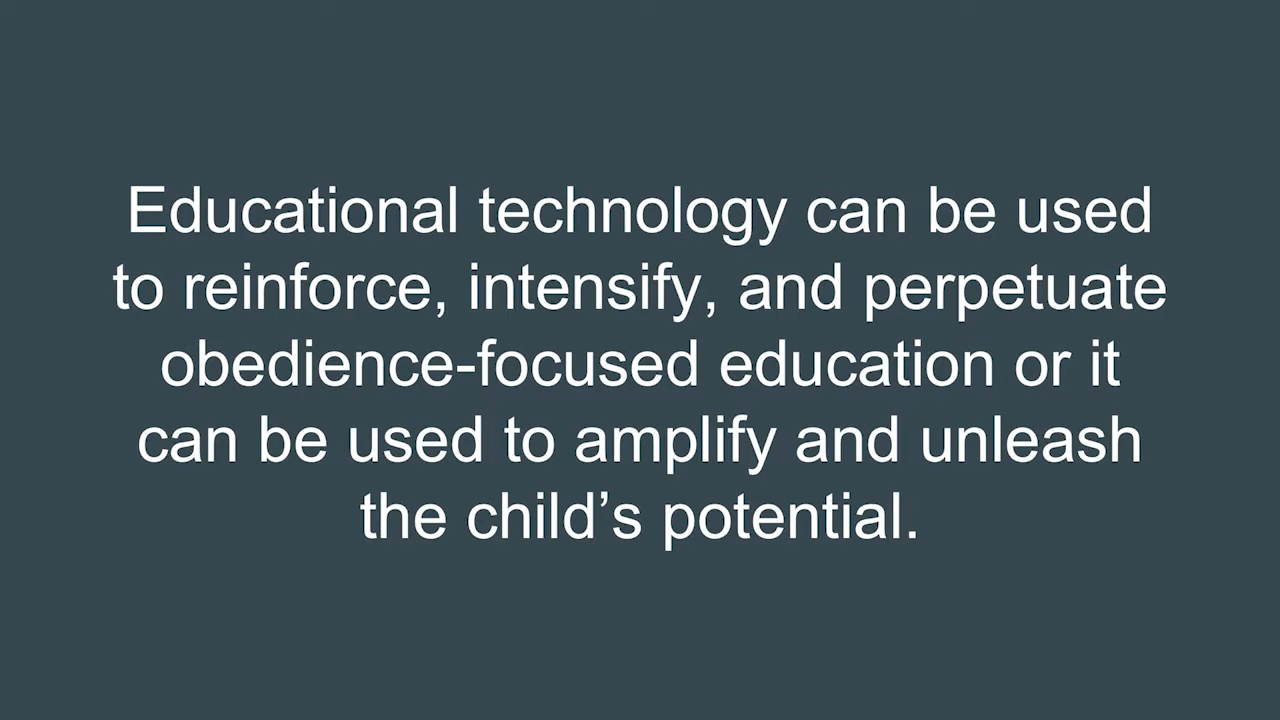 Educational technology can be used
to reinforce, intensify, and perpetuate
obedience-focused education or it
can be used to amplify and unleash
the child’s potential.